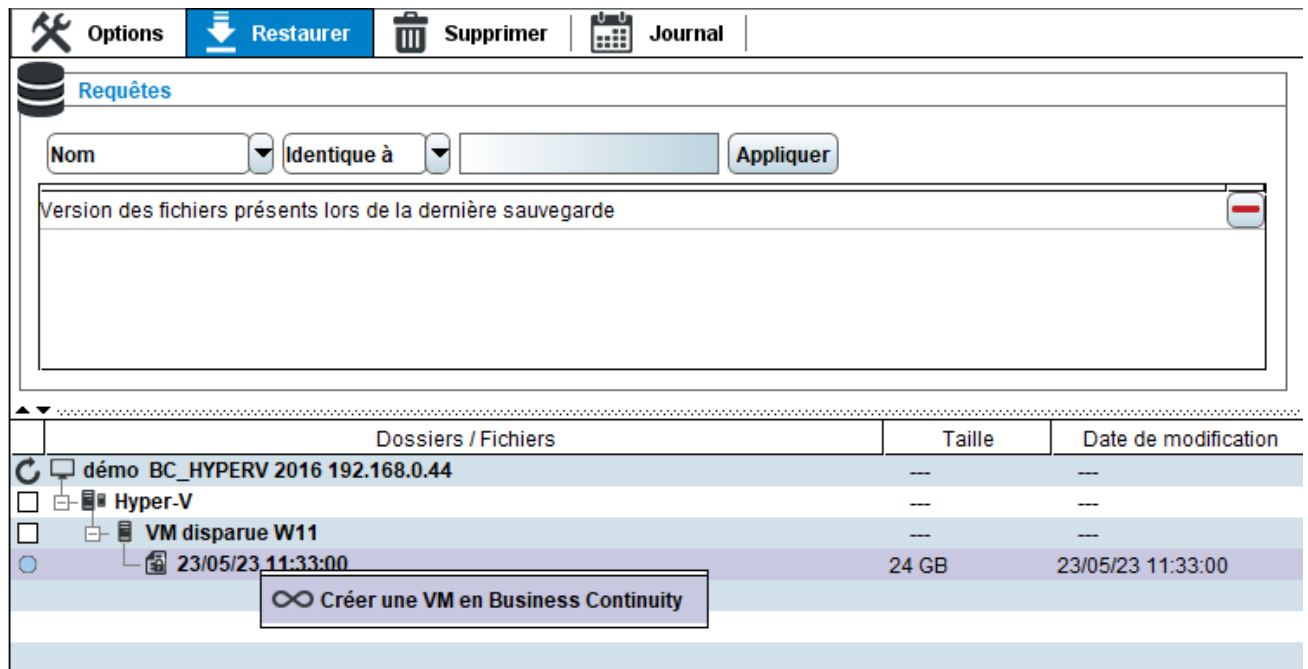 Options Restaurer Supprimer Journal
Requêtes
Nom Identique à Appliquer
Version des fichiers présents lors de la dernière sauvegarde
Dossiers / Fichiers Taille Date de modification
démo BC_HYPERV 2016 192.168.0.44 --- ---
Hyper-V --- ---
VM disparue W11 --- ---
23/05/23 11:33:00 24 GB 23/05/23 11:33:00
Créer une VM en Business Continuity